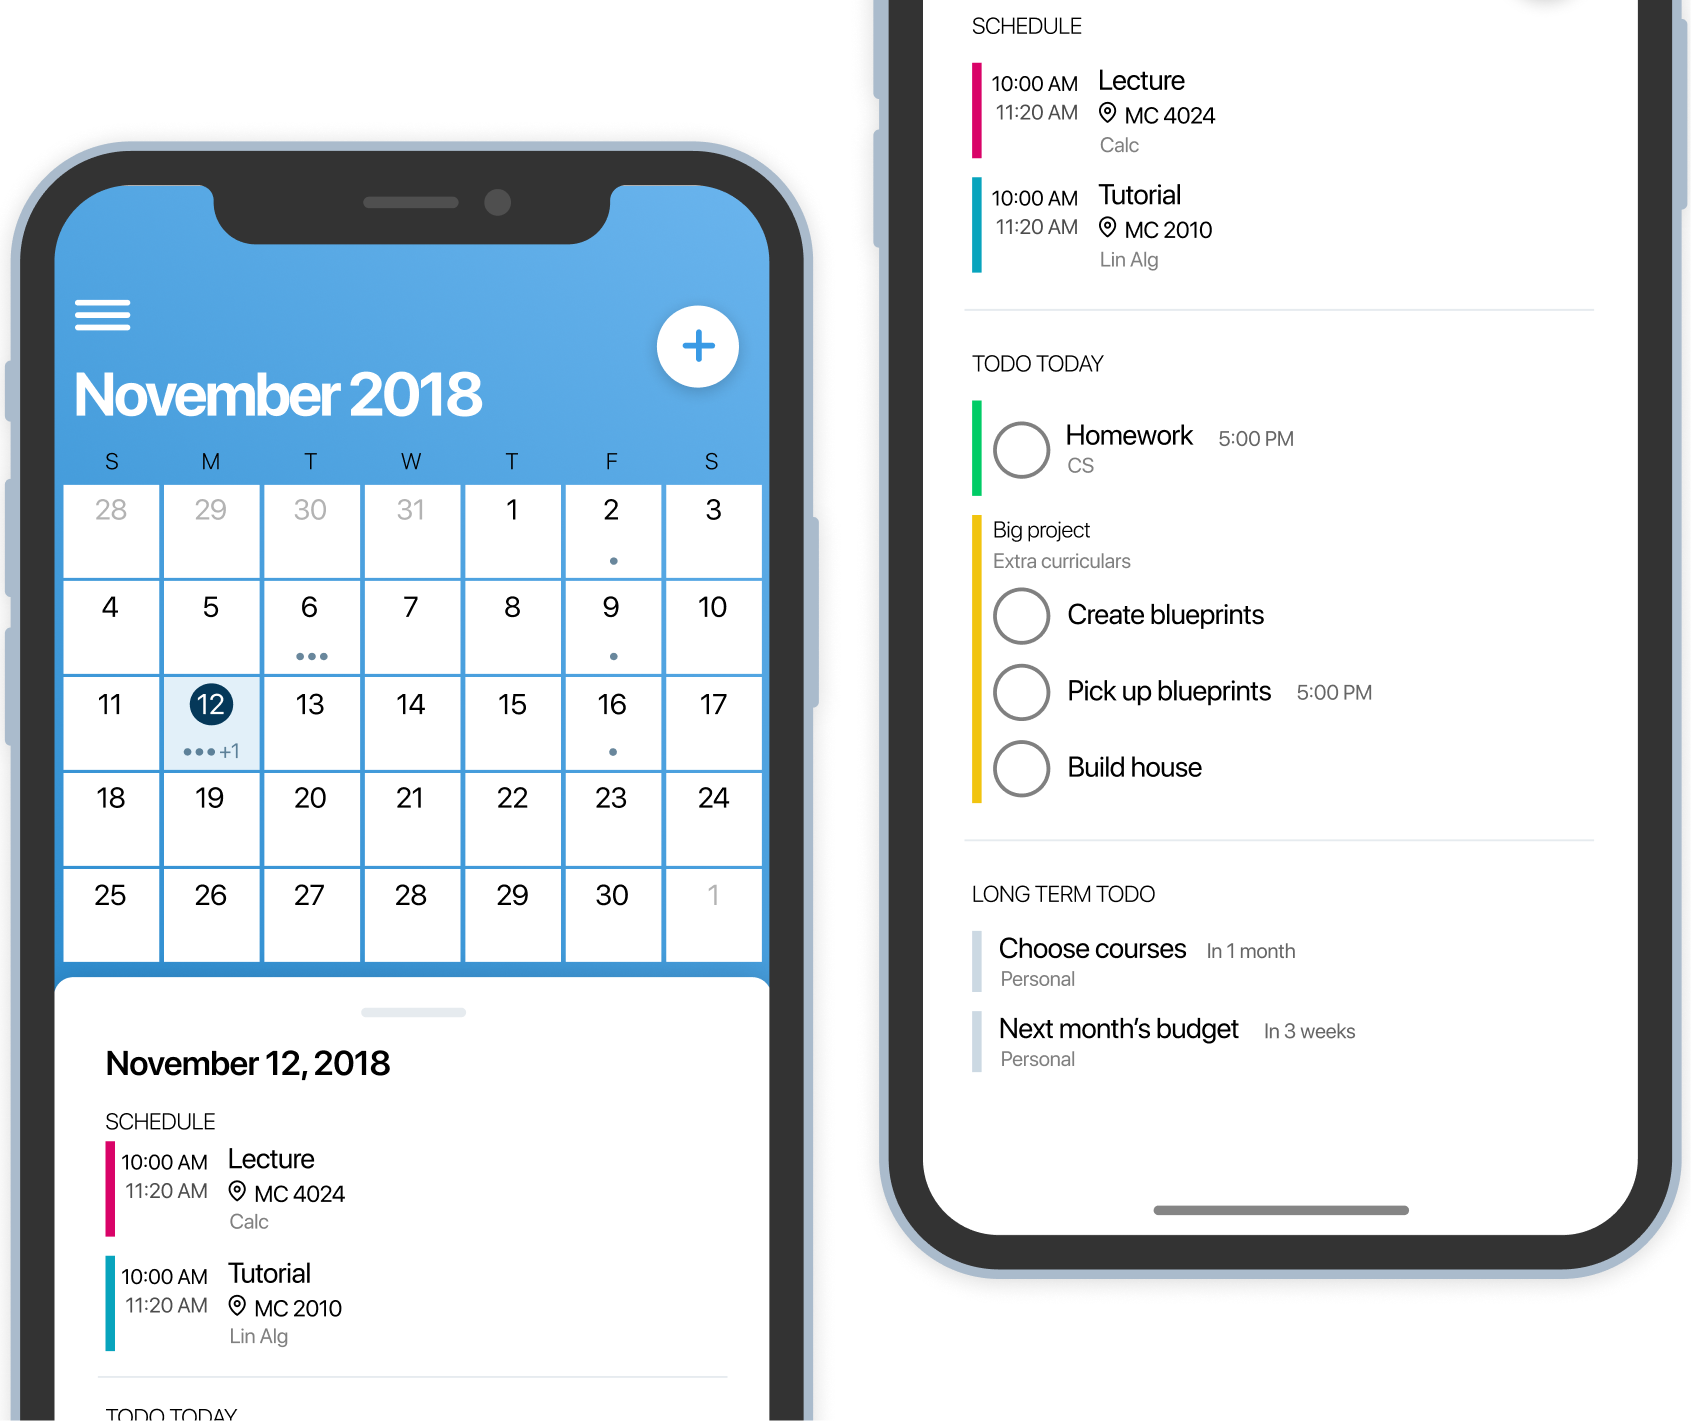 November 2018
S M T W T F S
28 29 30 31 1 2 3
4 5 6 7 8 9 10
11 12 13 14 15 16 17
+1
18 19 20 21 22 23 24
25 26 27 28 29 30 1
November 12, 2018
SCHEDULE
10:00 AM Lecture
11:20 AM MC 4024
Calc
10:00 AM Tutorial
11:20 AM MC 2010
Lin Alg
TODO TODAY
SCHEDULE
10:00 AM Lecture
11:20 AM MC 4024
Calc
10:00 AM Tutorial
11:20 AM MC 2010
Lin Alg
TODO TODAY
Homework 5:00 PM
CS
Big project
Extra curriculars
Create blueprints
Pick up blueprints 5:00 PM
Build house
LONG TERM TODO
Choose courses In 1 month
Personal
Next month's budget In 3 weeks
Personal